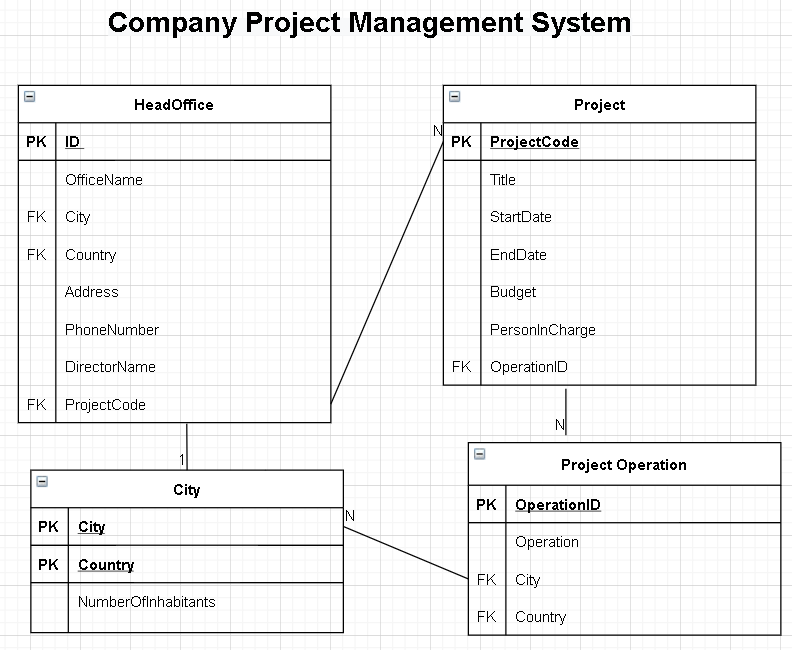 Company Project Management System
HeadOffice
PK ID
OfficeName
FK City
FK Country
Address
PhoneNumber
DirectorName
FK ProjectCode
Project
N
PK ProjectCode
Title
StartDate
EndDate
Budget
PersonInCharge
FK OperationID
1
N
City
PK City
PK Country
NumberOfInhabitants
N
Project Operation
PK OperationID
Operation
FK City
FK Country